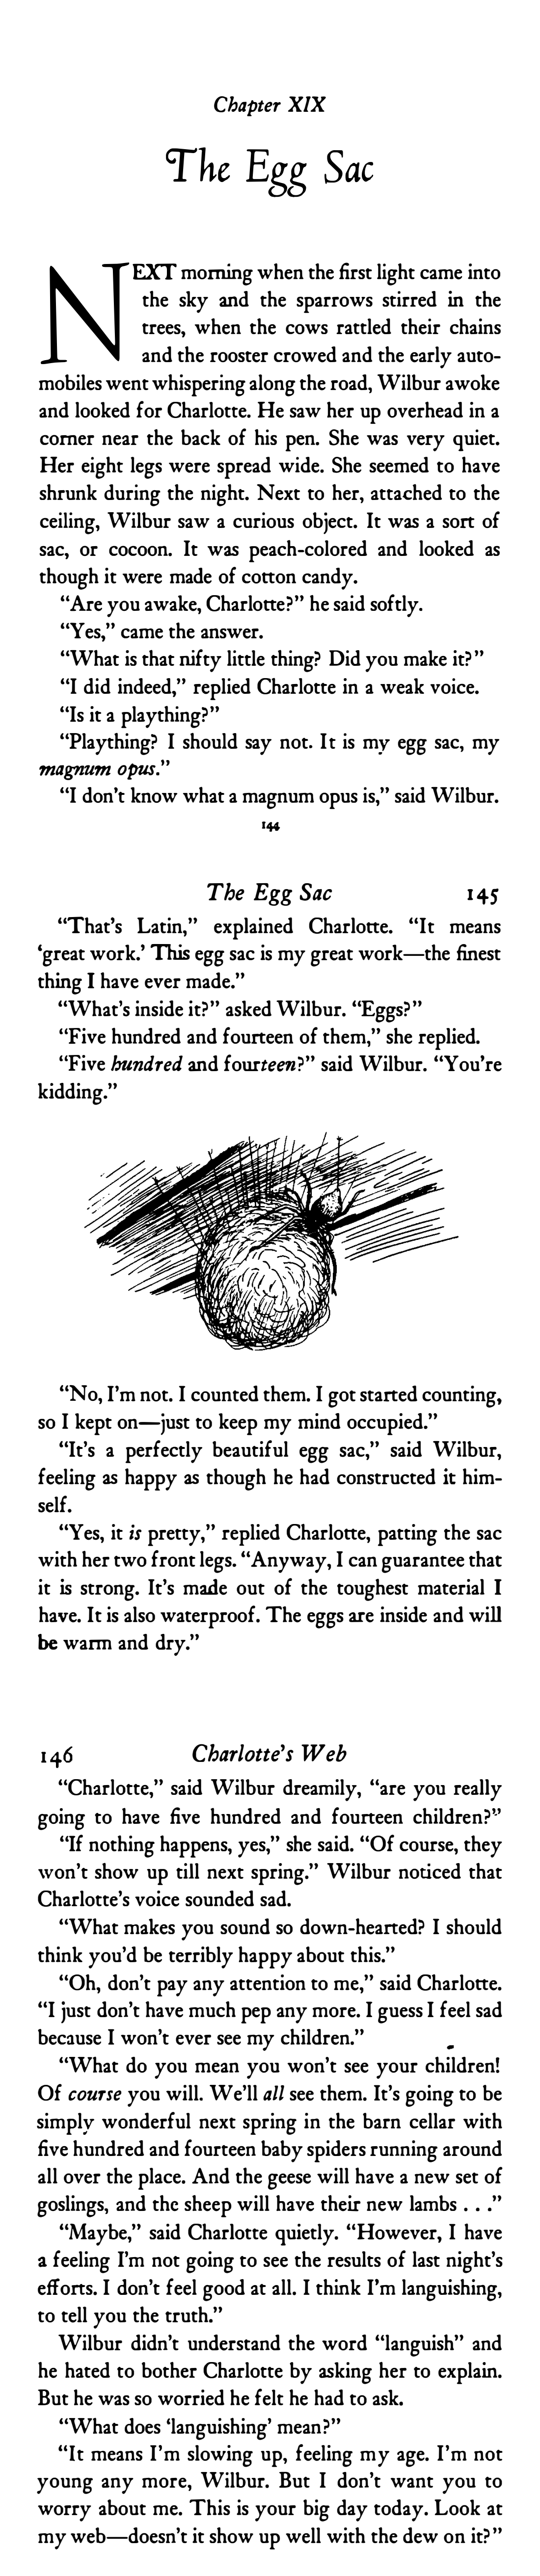 Chapter XIX
The Egg Sac
NEXT morning when the first light came into
the sky and the sparrows stirred in the
trees, when the cows rattled their chains
and the rooster crowed and the early auto-
mobiles went whispering along the road, Wilbur awoke
and looked for Charlotte. He saw her up overhead in a
corner near the back of his pen. She was very quiet.
Her eight legs were spread wide. She seemed to have
shrunk during the night. Next to her, attached to the
ceiling, Wilbur saw a curious object. It was a sort of
sac, or cocoon. It was peach-colored and looked as
though it were made of cotton candy.
“Are you awake, Charlotte?” he said softly.
“Yes,” came the answer.
“What is that nifty little thing? Did you make it?”
“I did indeed,” replied Charlotte in a weak voice.
“Is it a plaything?”
“Plaything? I should say not. It is my egg sac, my
magnum opus.”
“I don’t know what a magnum opus is,” said Wilbur.
144
The Egg Sac 145
“That’s Latin,” explained Charlotte. “It means
‘great work.’ This egg sac is my great work—the finest
thing I have ever made.”
“What’s inside it?” asked Wilbur. “Eggs?”
“Five hundred and fourteen of them,” she replied.
“Five hundred and fourteen?” said Wilbur. “You’re
kidding.”
“No, I’m not. I counted them. I got started counting,
so I kept on—just to keep my mind occupied.”
“It’s a perfectly beautiful egg sac,” said Wilbur,
feeling as happy as though he had constructed it him-
self.
“Yes, it is pretty,” replied Charlotte, patting the sac
with her two front legs. “Anyway, I can guarantee that
it is strong. It’s made out of the toughest material I
have. It is also waterproof. The eggs are inside and will
be warm and dry.”
146 Charlotte’s Web
“Charlotte,” said Wilbur dreamily, “are you really
going to have five hundred and fourteen children?”
“If nothing happens, yes,” she said. “Of course, they
won’t show up till next spring.” Wilbur noticed that
Charlotte’s voice sounded sad.
“What makes you sound so down-hearted? I should
think you’d be terribly happy about this.”
“Oh, don’t pay any attention to me,” said Charlotte.
“I just don’t have much pep any more. I guess I feel sad
because I won’t ever see my children.”
“What do you mean you won’t see your children!
Of course you will. We’ll all see them. It’s going to be
simply wonderful next spring in the barn cellar with
five hundred and fourteen baby spiders running around
all over the place. And the geese will have a new set of
goslings, and the sheep will have their new lambs . . .”
“Maybe,” said Charlotte quietly. “However, I have
a feeling I’m not going to see the results of last night’s
efforts. I don’t feel good at all. I think I’m languishing,
to tell you the truth.”
Wilbur didn’t understand the word “languish” and
he hated to bother Charlotte by asking her to explain.
But he was so worried he felt he had to ask.
“What does ‘languishing’ mean?”
“It means I’m slowing up, feeling my age. I’m not
young any more, Wilbur. But I don’t want you to
worry about me. This is your big day today. Look at
my web—doesn’t it show up well with the dew on it?”